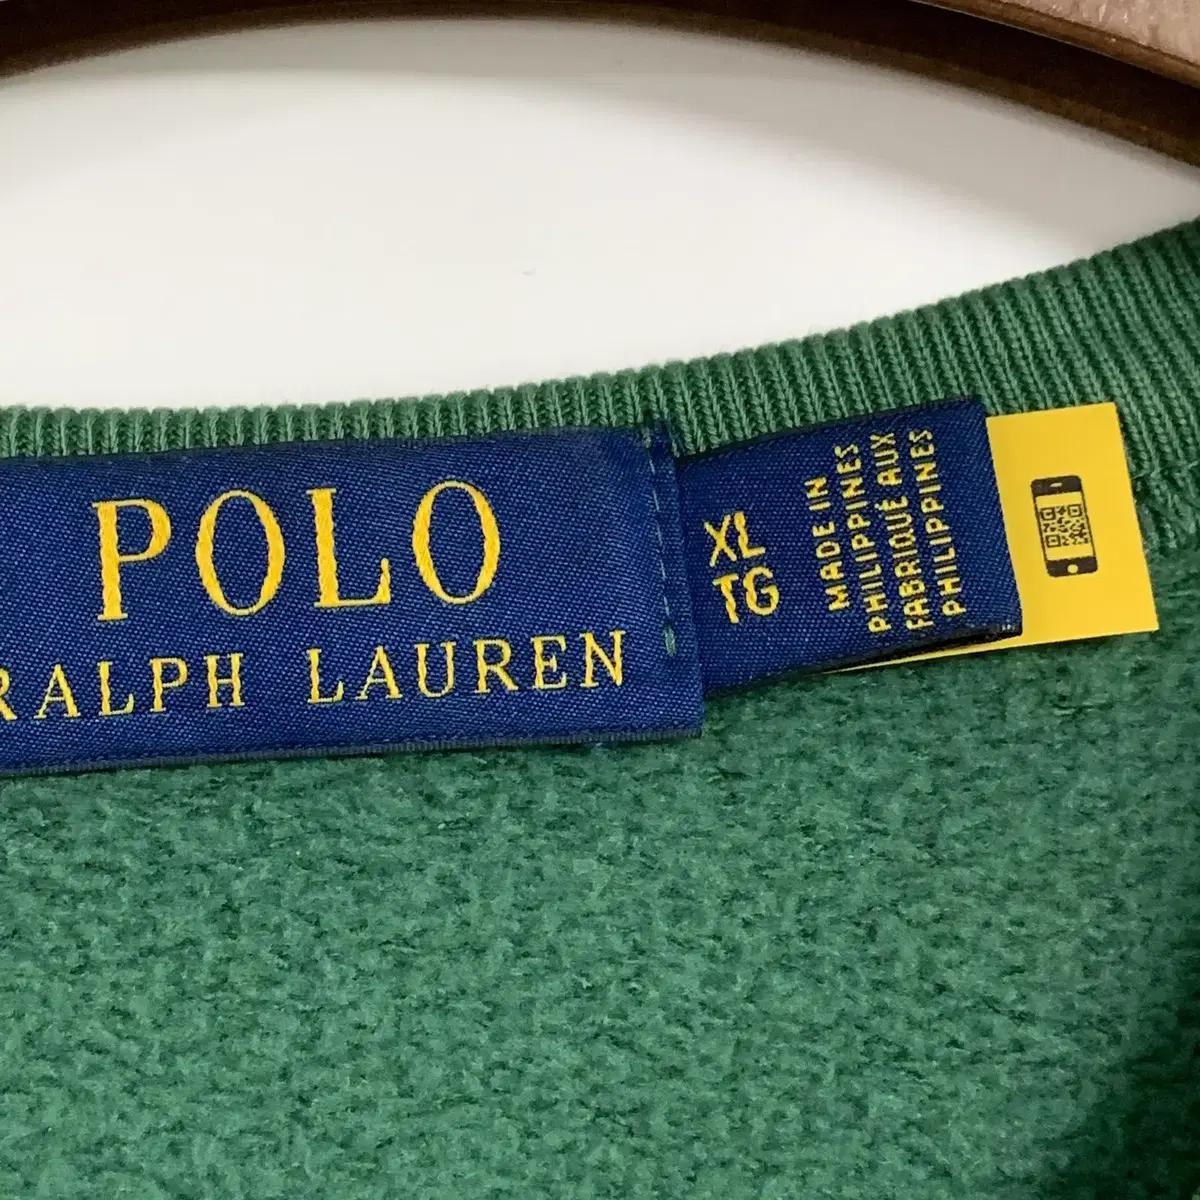 POLO
RALPH LAUREN
XL
TG
MADE IN
PHILIPPINES
FABRIQUÉ AUX
PHILIPPINES